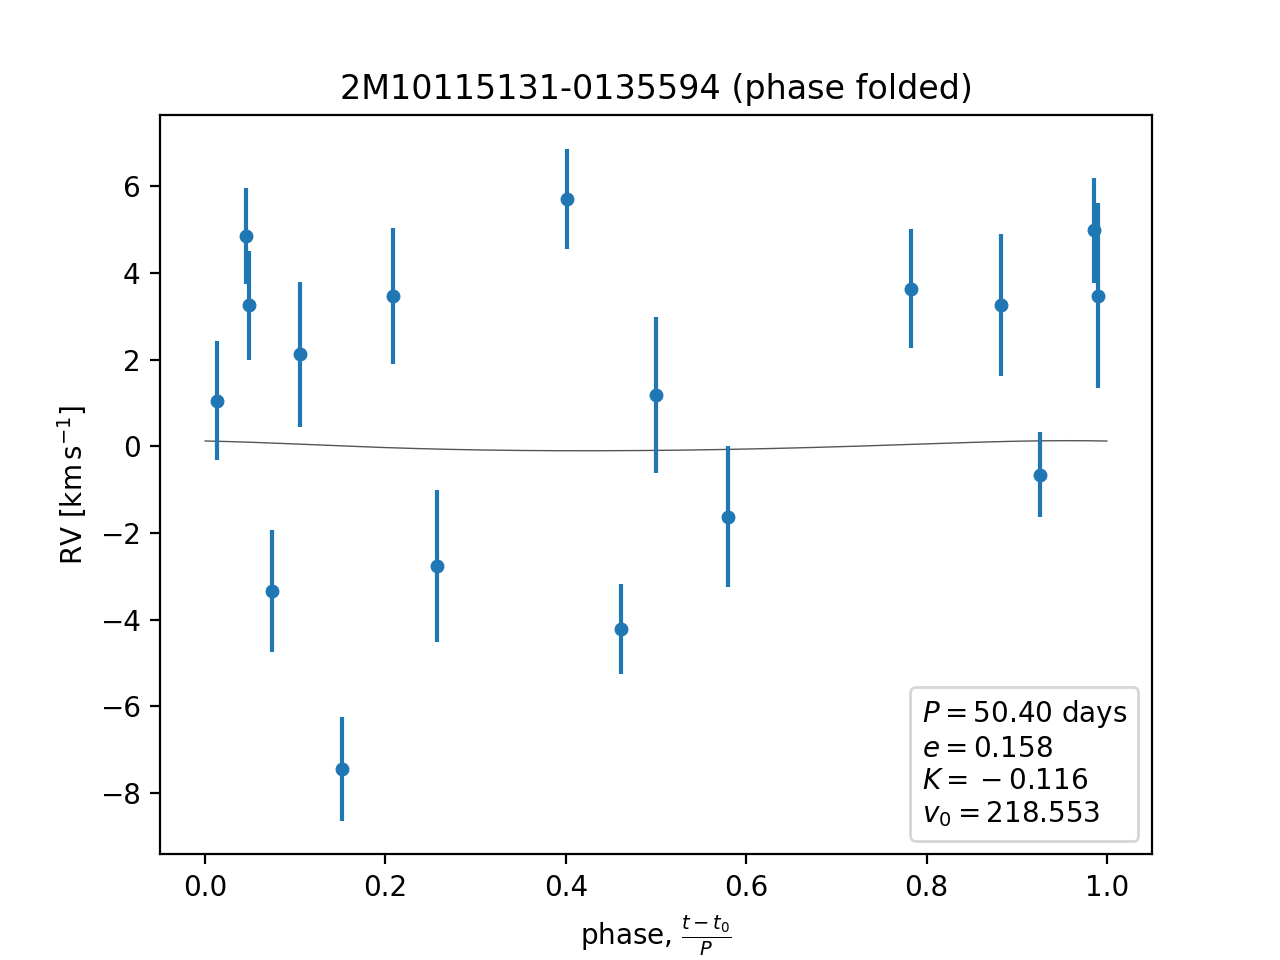 2M10115131-0135594 (phase folded)
RV [km s⁻¹]
6
4
2
0
−2
−4
−6
−8
P = 50.40 days
e = 0.158
K = −0.116
v₀ = 218.553
0.0 0.2 0.4 0.6 0.8 1.0
phase, (t − t₀)/P